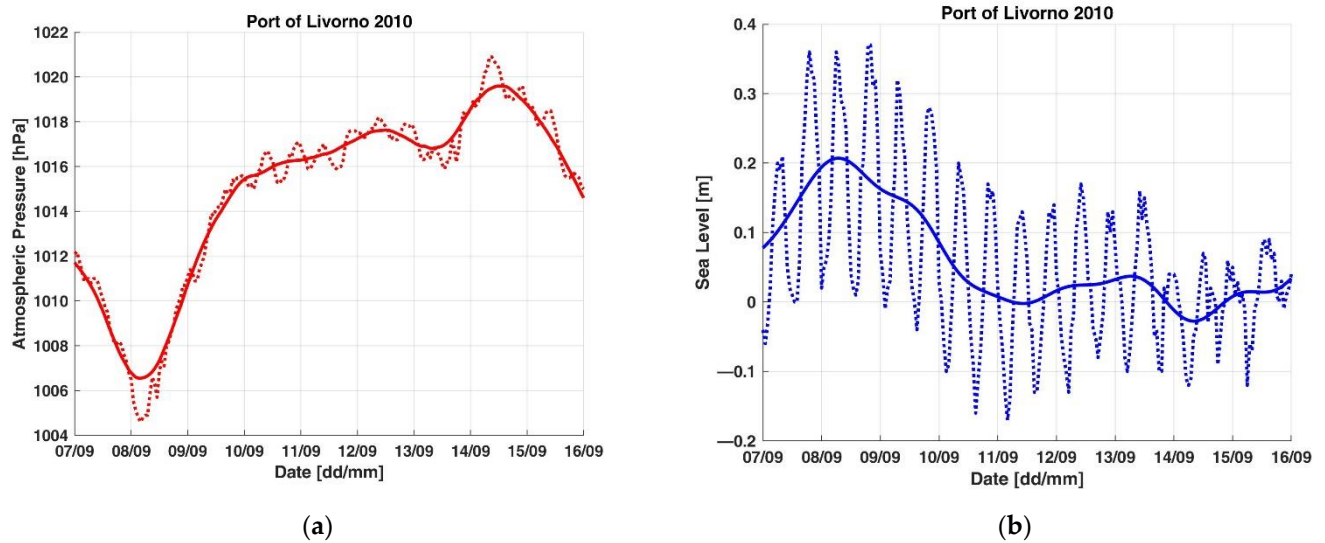 Port of Livorno 2010
Atmospheric Pressure [hPa]
1022
1020
1018
1016
1014
1012
1010
1008
1006
1004
07/09 08/09 09/09 10/09 11/09 12/09 13/09 14/09 15/09 16/09
Date [dd/mm]
(a)
Port of Livorno 2010
Sea Level [m]
0.4
0.3
0.2
0.1
0
—0.1
—0.2
07/09 08/09 09/09 10/09 11/09 12/09 13/09 14/09 15/09 16/09
Date [dd/mm]
(b)